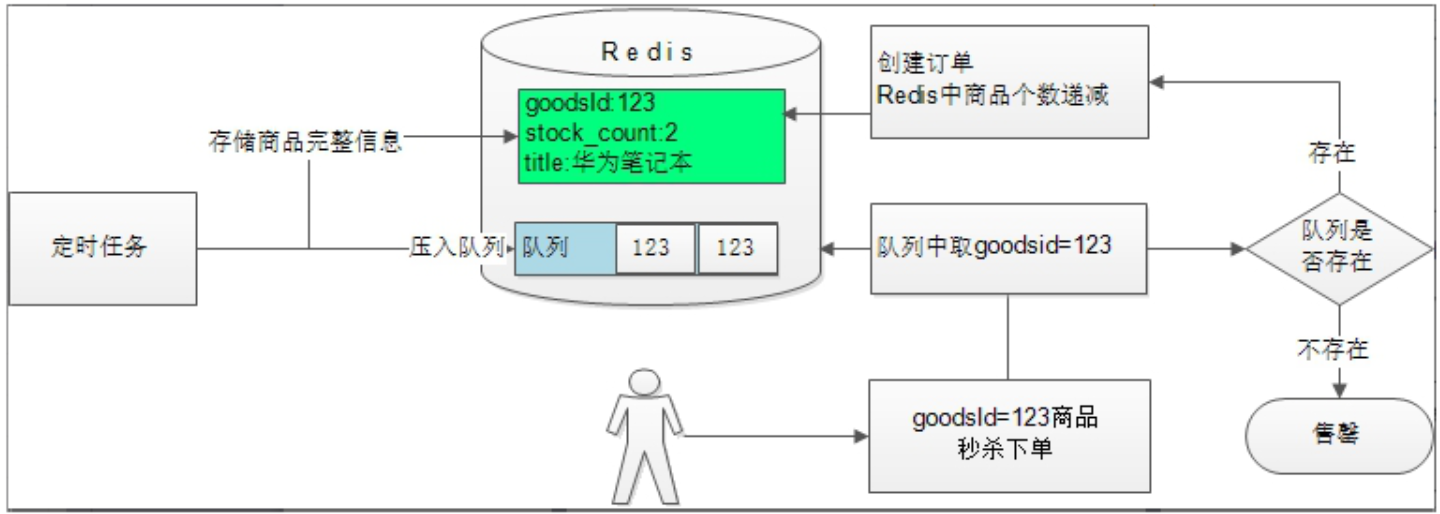 Redis
创建订单
Redis中商品个数递减
goodsId:123
stock_count:2
title:华为笔记本
存储商品完整信息
存在
定时任务
压入队列
队列
123
123
队列中取goodsid=123
队列是
否存在
不存在
goodsId=123商品
秒杀下单
售罄